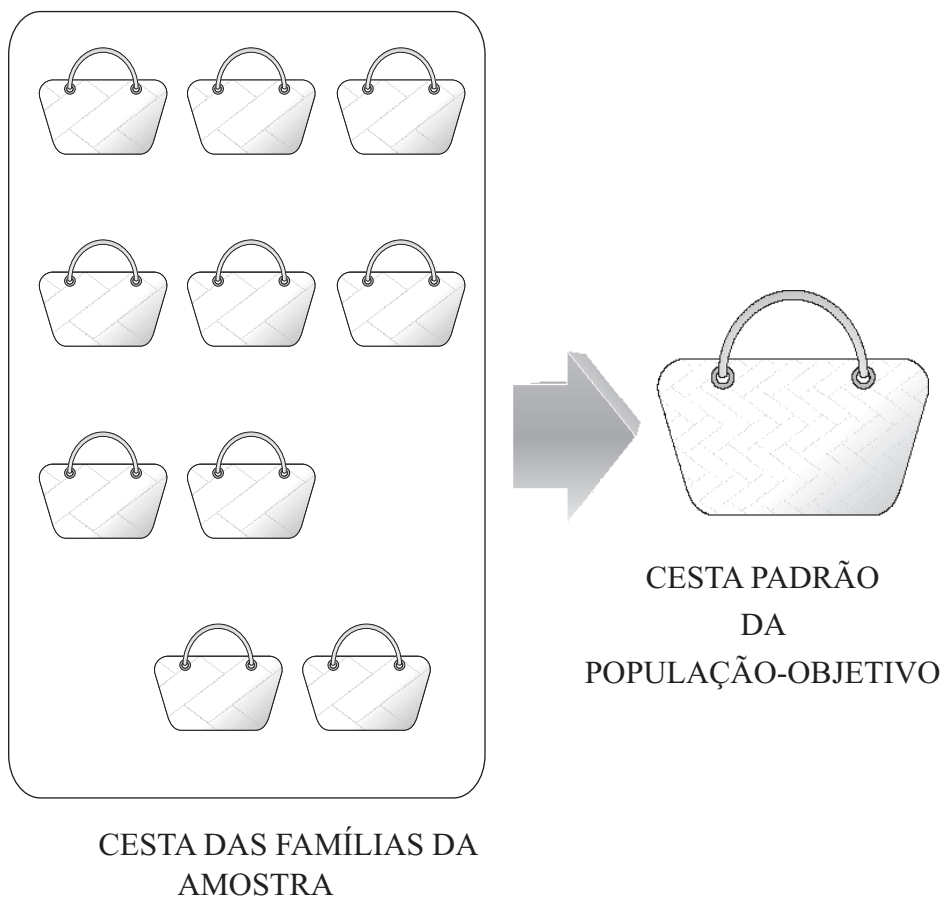 CESTA PADRÃO
DA
POPULAÇÃO-OBJETIVO
CESTA DAS FAMÍLIAS DA
AMOSTRA